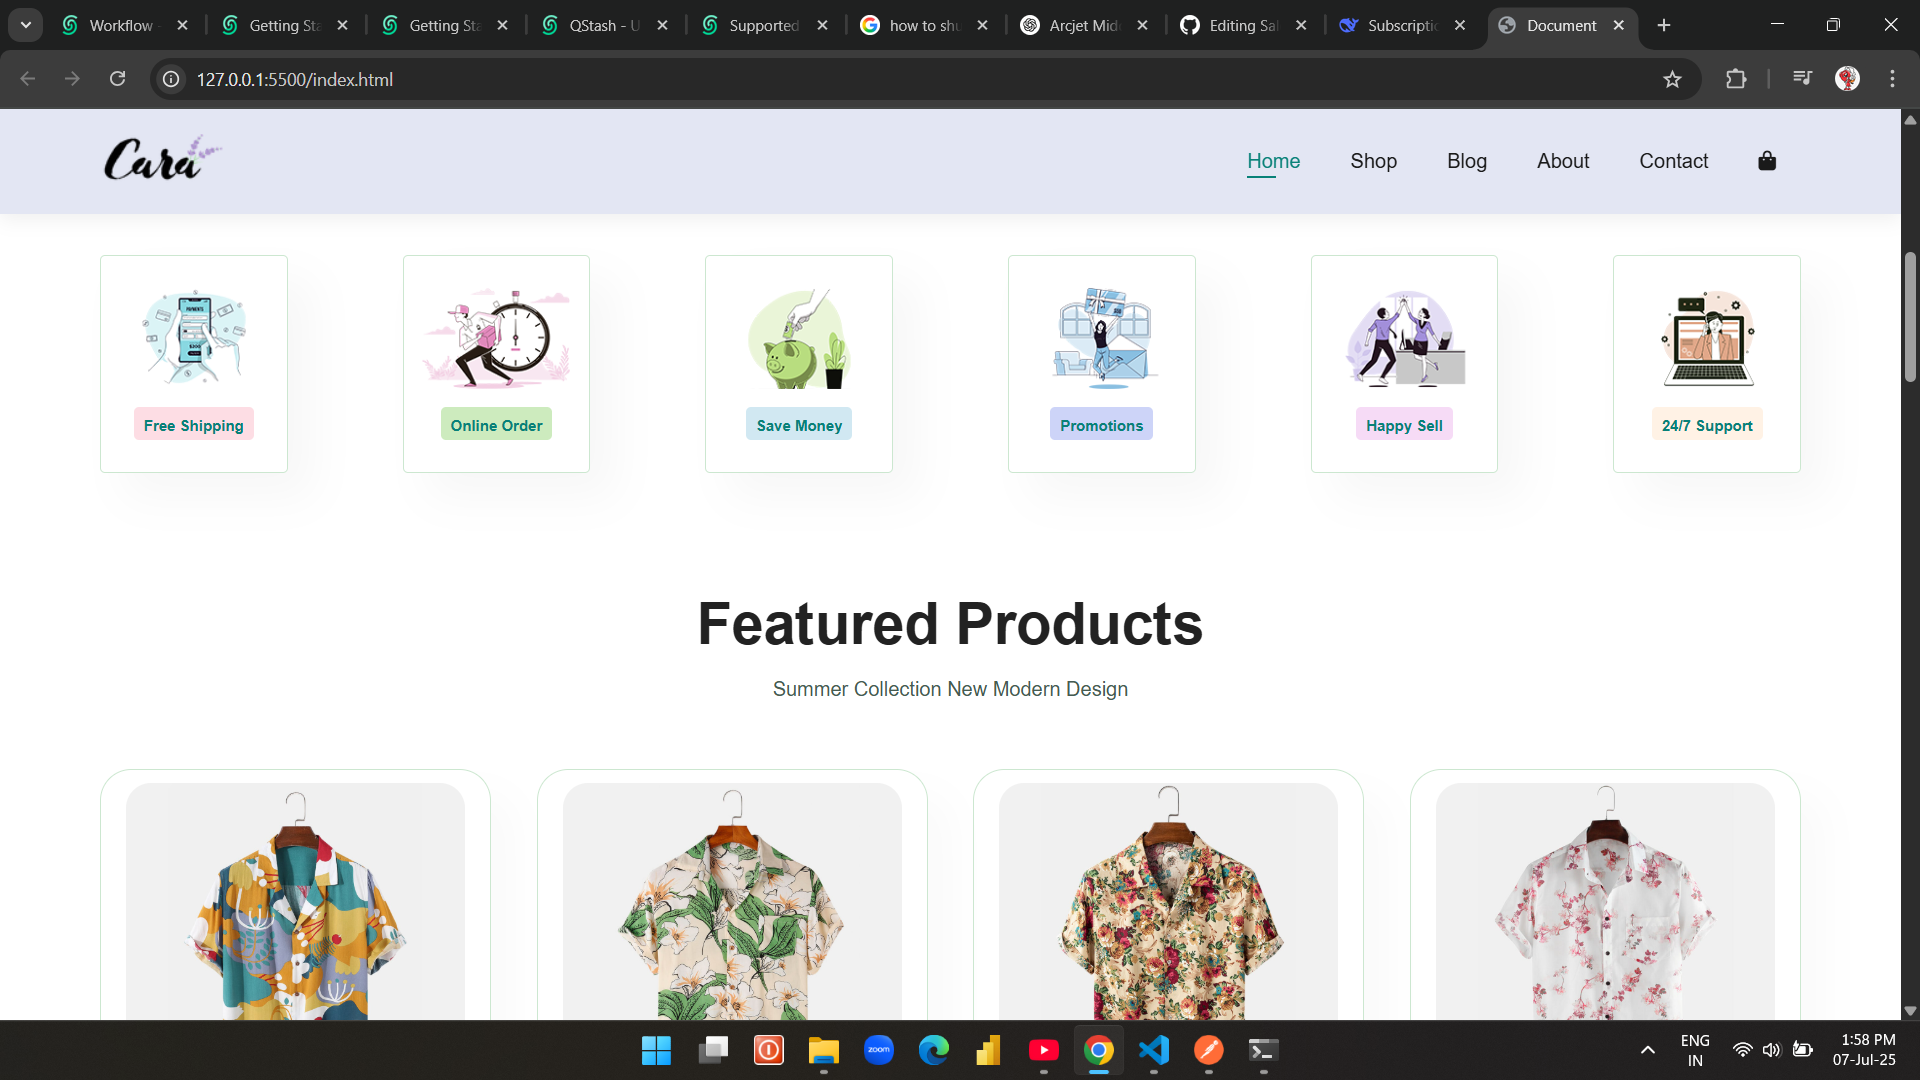 Workflow
Getting Sta
Getting Sta
QStash - U
Supported
how to shu
Arcjet Mid
Editing Sal
Subscriptio
Document
127.0.0.1:5500/index.html
Cara
Home
Shop
Blog
About
Contact
PAYMENTS
Free Shipping
Online Order
Save Money
Promotions
Happy Sell
24/7 Support
Featured Products
Summer Collection New Modern Design
zoom
ENG
IN
1:58 PM
07-Jul-25